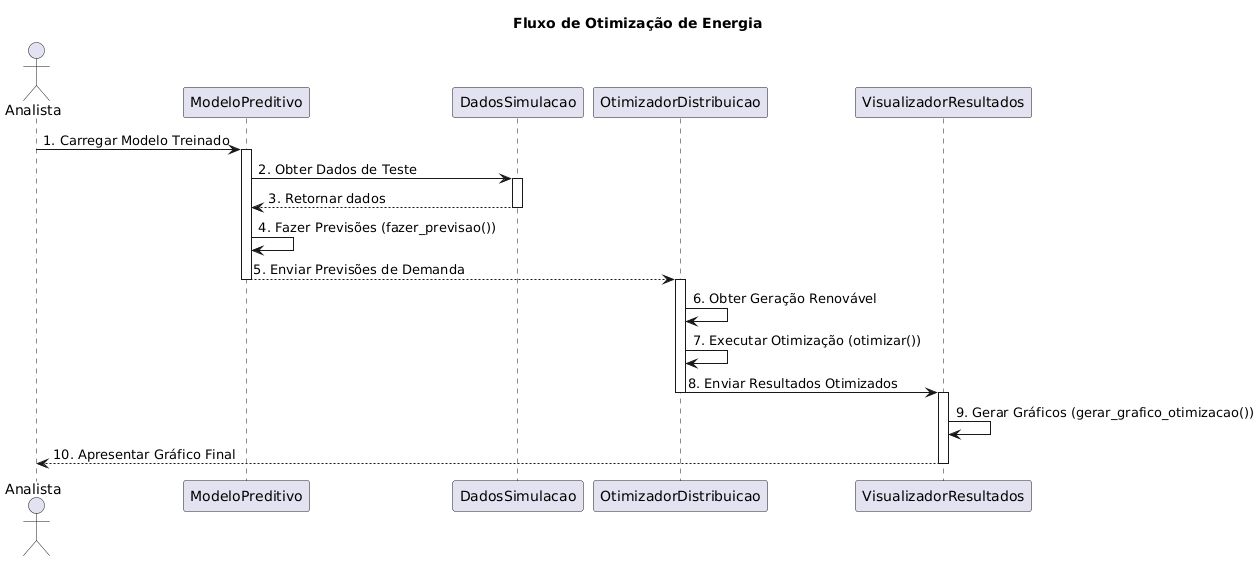 Fluxo de Otimização de Energia
Analista
ModeloPreditivo
DadosSimulacao
OtimizadorDistribuicao
VisualizadorResultados
1. Carregar Modelo Treinado
2. Obter Dados de Teste
3. Retornar dados
4. Fazer Previsões (fazer_previsao())
5. Enviar Previsões de Demanda
6. Obter Geração Renovável
7. Executar Otimização (otimizar())
8. Enviar Resultados Otimizados
9. Gerar Gráficos (gerar_grafico_otimizacao())
10. Apresentar Gráfico Final
Analista
ModeloPreditivo
DadosSimulacao
OtimizadorDistribuicao
VisualizadorResultados